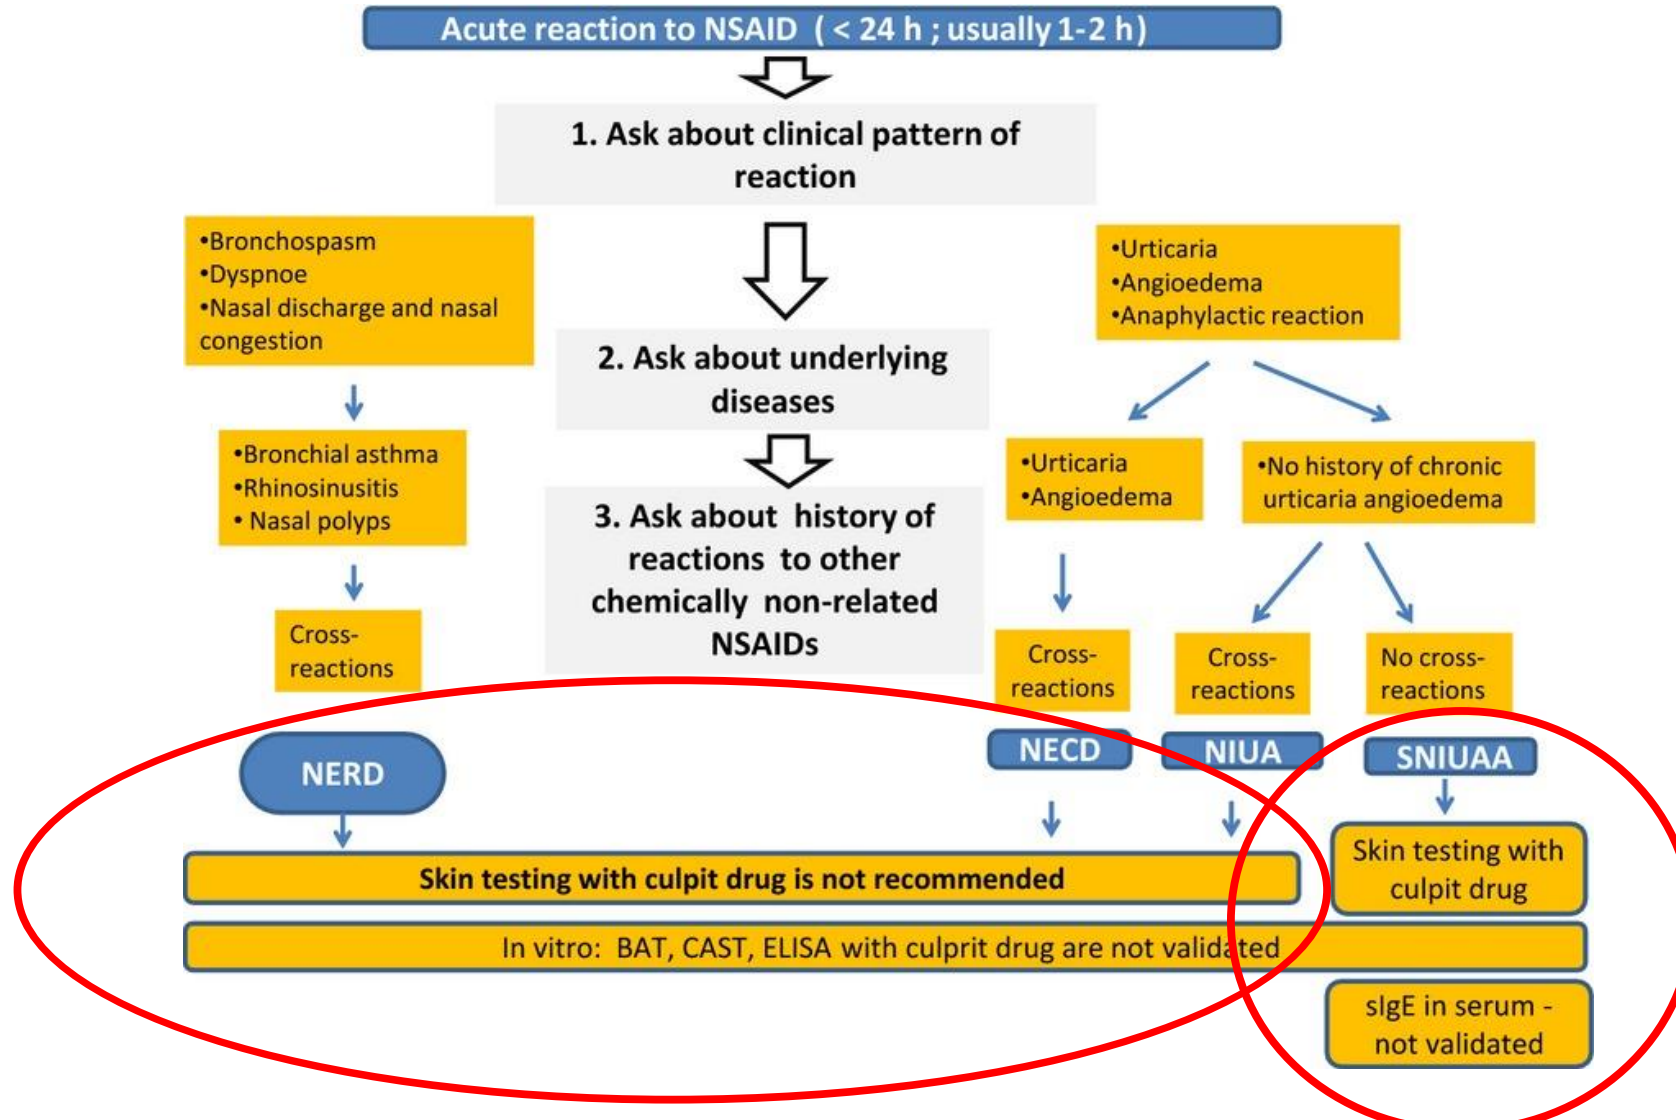 Acute reaction to NSAID ( < 24 h ; usually 1-2 h)
1. Ask about clinical pattern of
reaction
•Bronchospasm
•Dyspnoe
•Nasal discharge and nasal
congestion
•Urticaria
•Angioedema
•Anaphylactic reaction
2. Ask about underlying
diseases
•Bronchial asthma
•Rhinosinusitis
• Nasal polyps
•Urticaria
•Angioedema
•No history of chronic
urticaria angioedema
3. Ask about history of
reactions to other
chemically non-related
NSAIDs
Cross-
reactions
Cross-
reactions
Cross-
reactions
No cross-
reactions
NERD
NECD
NIUA
SNIUAA
Skin testing with culpit drug is not recommended
Skin testing with
culpit drug
In vitro: BAT, CAST, ELISA with culprit drug are not validated
sIgE in serum -
not validated